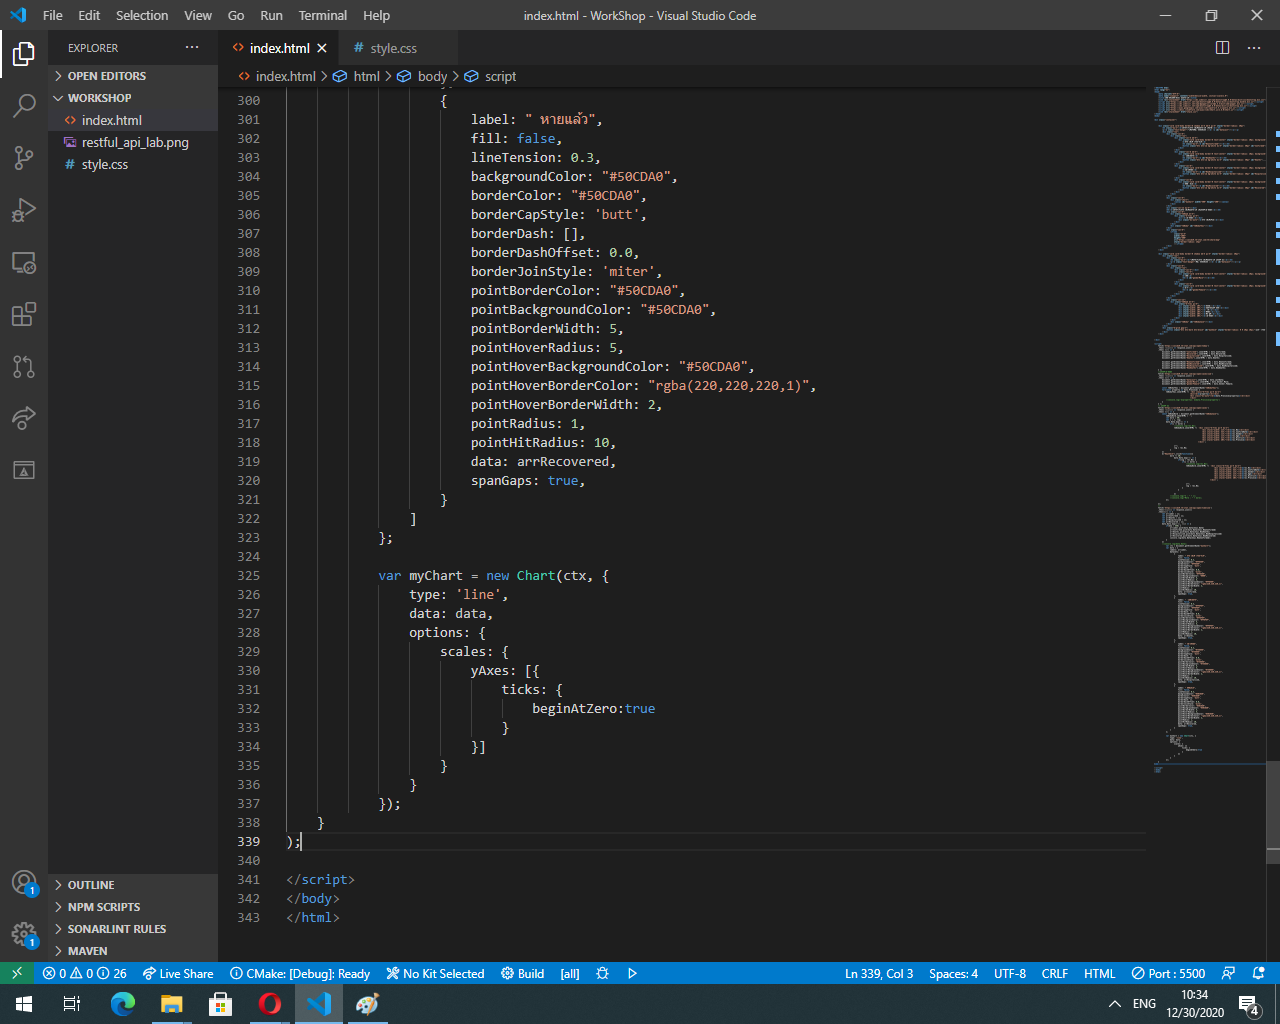 File Edit Selection View Go Run Terminal Help
index.html - WorkShop - Visual Studio Code
EXPLORER
OPEN EDITORS
WORKSHOP
index.html
restful_api_lab.png
style.css
OUTLINE
NPM SCRIPTS
SONARLINT RULES
MAVEN
1
1
index.html
style.css
index.html > html > body > script
300 {
301 label: " หายแล้ว",
302 fill: false,
303 lineTension: 0.3,
304 backgroundColor: "#50CDA0",
305 borderColor: "#50CDA0",
306 borderCapStyle: 'butt',
307 borderDash: [],
308 borderDashOffset: 0.0,
309 borderJoinStyle: 'miter',
310 pointBorderColor: "#50CDA0",
311 pointBackgroundColor: "#50CDA0",
312 pointBorderWidth: 5,
313 pointHoverRadius: 5,
314 pointHoverBackgroundColor: "#50CDA0",
315 pointHoverBorderColor: "rgba(220,220,220,1)",
316 pointHoverBorderWidth: 2,
317 pointRadius: 1,
318 pointHitRadius: 10,
319 data: arrRecovered,
320 spanGaps: true,
321 }
322 ]
323 };
324
325 var myChart = new Chart(ctx, {
326 type: 'line',
327 data: data,
328 options: {
329 scales: {
330 yAxes: [{
331 ticks: {
332 beginAtZero:true
333 }
334 }]
335 }
336 }
337 });
338 }
339 );
340
341 </script>
342 </body>
343 </html>
0 0 26 Live Share CMake: [Debug]: Ready No Kit Selected Build [all] Ln 339, Col 3 Spaces: 4 UTF-8 CRLF HTML Port : 5500
ENG
10:34
12/30/2020
4